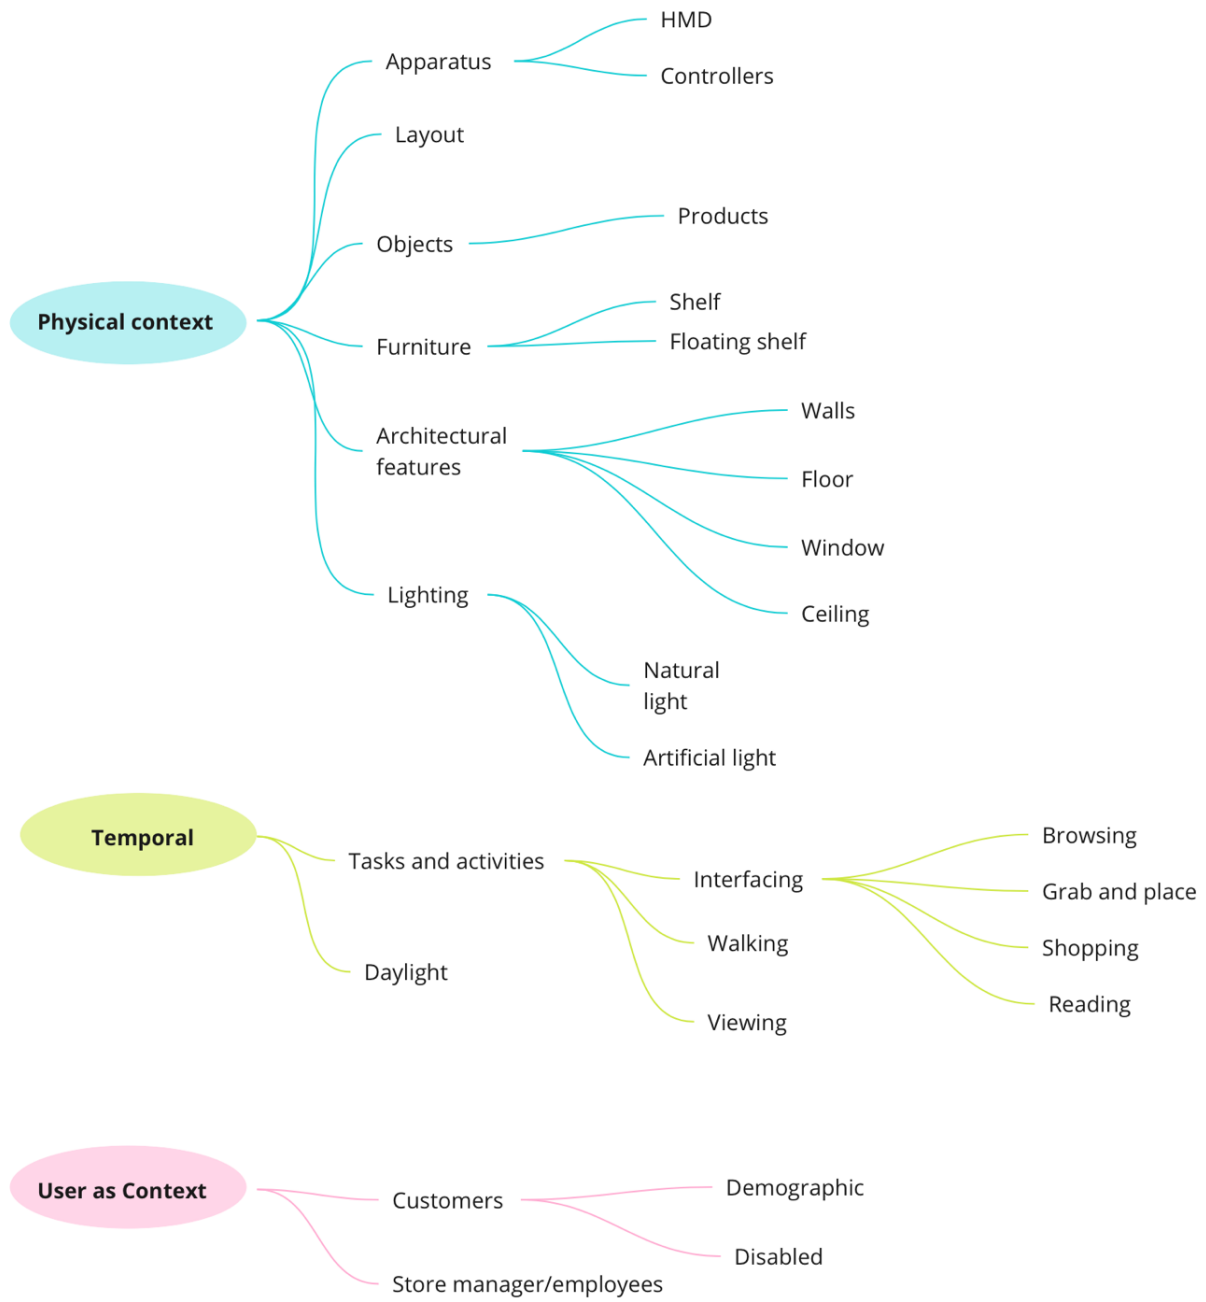 HMD
Apparatus
Controllers
Layout
Products
Objects
Shelf
Physical context
Furniture
Floating shelf
Walls
Architectural
features
Floor
Window
Lighting
Ceiling
Natural
light
Artificial light
Temporal
Browsing
Tasks and activities
Interfacing
Grab and place
Walking
Shopping
Daylight
Reading
Viewing
User as Context
Demographic
Customers
Disabled
Store manager/employees